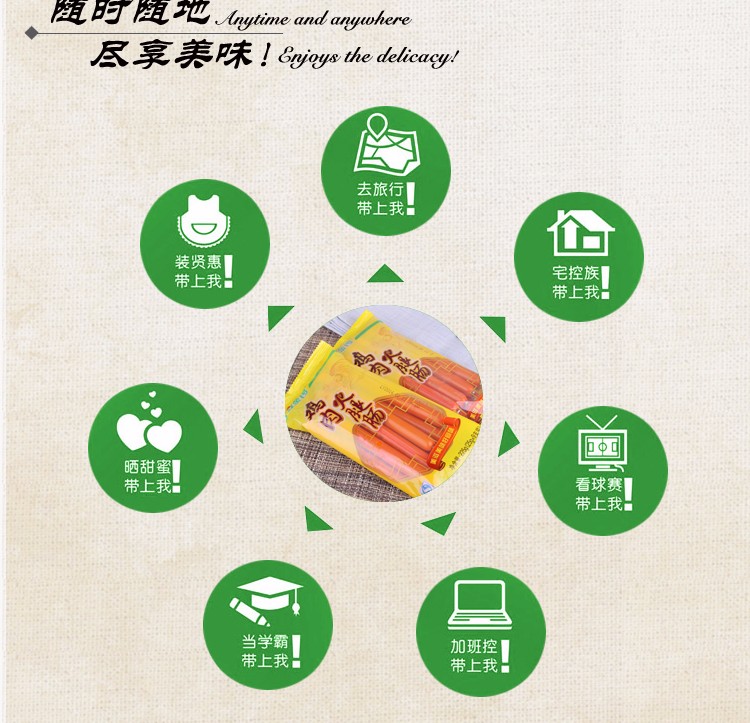 随时随地 Anytime and anywhere
尽享美味! Enjoys the delicacy!
去旅行
带上我!
装贤惠
带上我!
宅控族
带上我!
鸡肉火腿肠
鸡肉火腿肠
晒甜蜜
带上我!
看球赛
带上我!
当学霸
带上我!
加班控
带上我!